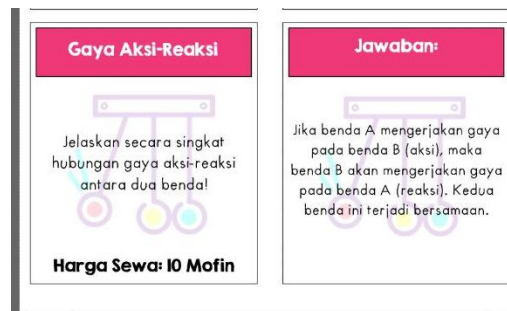 Gaya Aksi-Reaksi
Jelaskan secara singkat
hubungan gaya aksi-reaksi
antara dua benda!
Harga Sewa: 10 Mofin
Jawaban:
Jika benda A mengerjakan gaya
pada benda B (aksi), maka
benda B akan mengerjakan gaya
pada benda A (reaksi). Kedua
benda ini terjadi bersamaan.